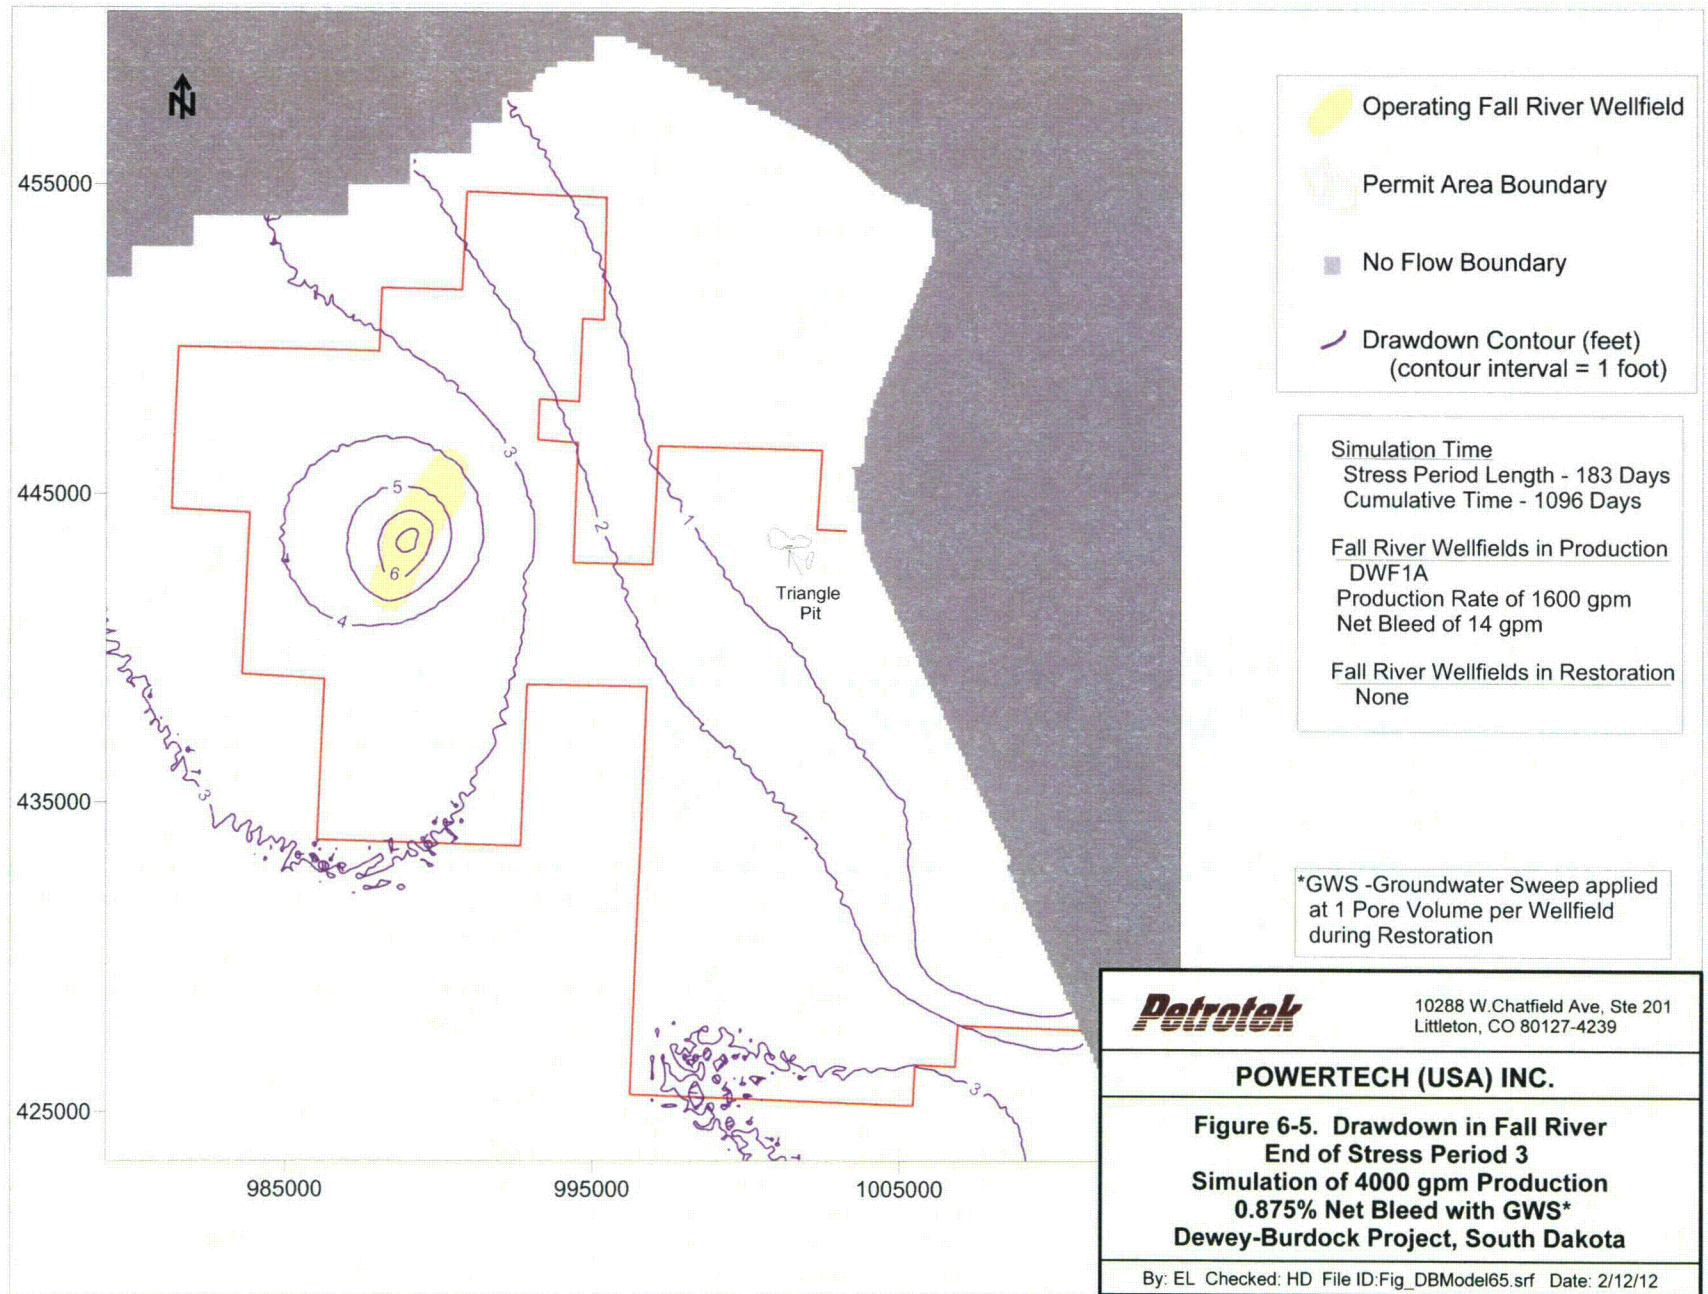 N
455000
445000
435000
425000
985000
995000
1005000
3
5
6
4
2
1
3
3
Triangle
Pit
Operating Fall River Wellfield
Permit Area Boundary
No Flow Boundary
Drawdown Contour (feet)
(contour interval = 1 foot)
Simulation Time
Stress Period Length - 183 Days
Cumulative Time - 1096 Days
Fall River Wellfields in Production
DWF1A
Production Rate of 1600 gpm
Net Bleed of 14 gpm
Fall River Wellfields in Restoration
None
*GWS -Groundwater Sweep applied
at 1 Pore Volume per Wellfield
during Restoration
Petrotek
10288 W.Chatfield Ave, Ste 201
Littleton, CO 80127-4239
POWERTECH (USA) INC.
Figure 6-5. Drawdown in Fall River
End of Stress Period 3
Simulation of 4000 gpm Production
0.875% Net Bleed with GWS*
Dewey-Burdock Project, South Dakota
By: EL Checked: HD File ID:Fig_DBModel65.srf Date: 2/12/12